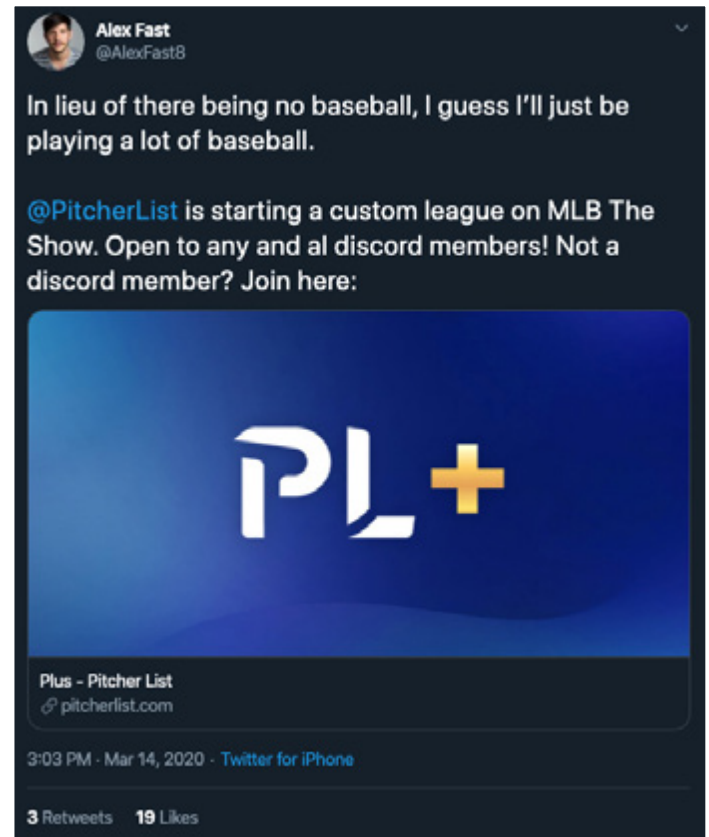 Alex Fast
@AlexFast8
In lieu of there being no baseball, I guess I'll just be
playing a lot of baseball.
@PitcherList is starting a custom league on MLB The
Show. Open to any and al discord members! Not a
discord member? Join here:
PL+
Plus - Pitcher List
pitcherlist.com
3:03 PM · Mar 14, 2020 · Twitter for iPhone
3 Retweets 19 Likes